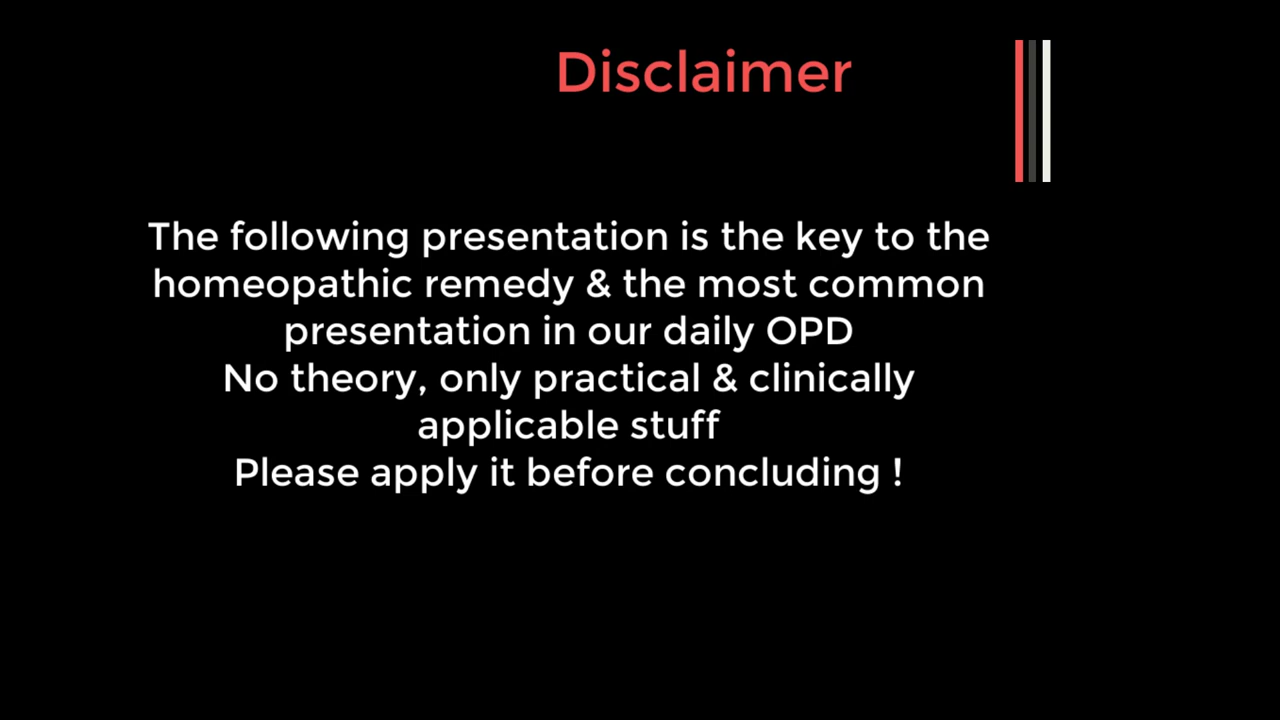 Disclaimer
The following presentation is the key to the
homeopathic remedy & the most common
presentation in our daily OPD
No theory, only practical & clinically
applicable stuff
Please apply it before concluding !